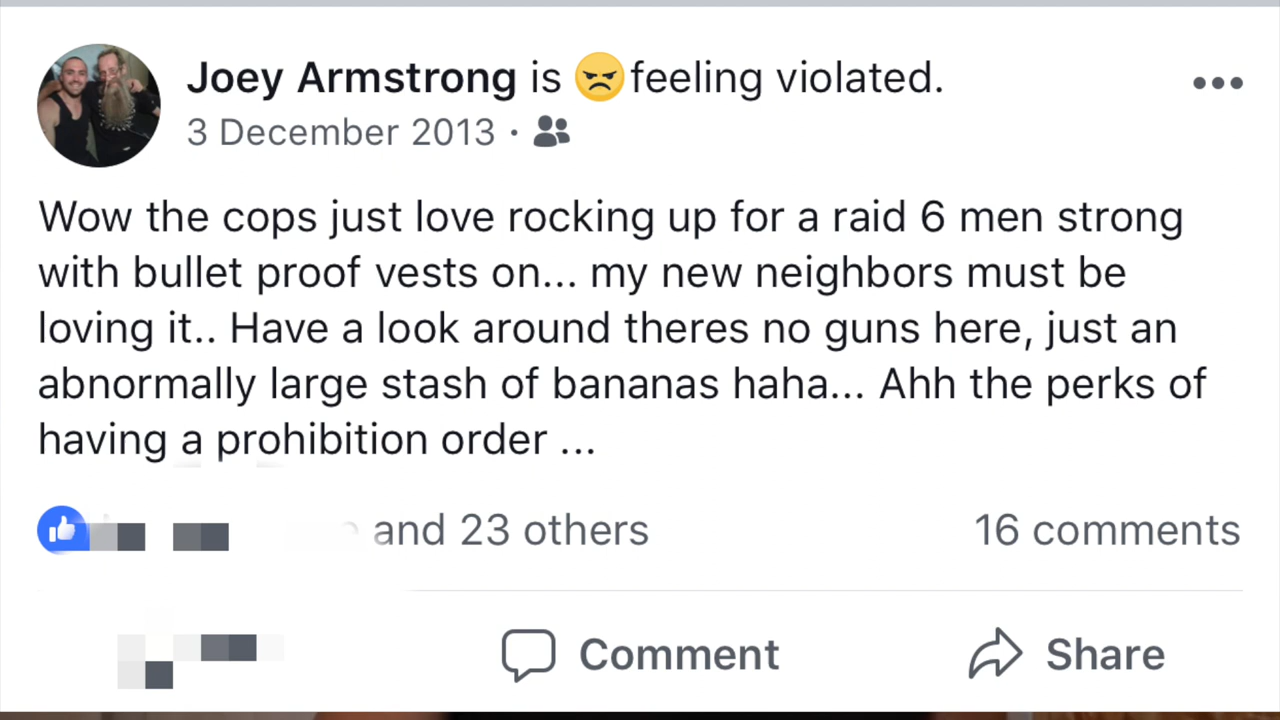 Joey Armstrong is feeling violated.
3 December 2013 ·
Wow the cops just love rocking up for a raid 6 men strong
with bullet proof vests on... my new neighbors must be
loving it.. Have a look around theres no guns here, just an
abnormally large stash of bananas haha... Ahh the perks of
having a prohibition order ...
and 23 others 16 comments
Comment Share